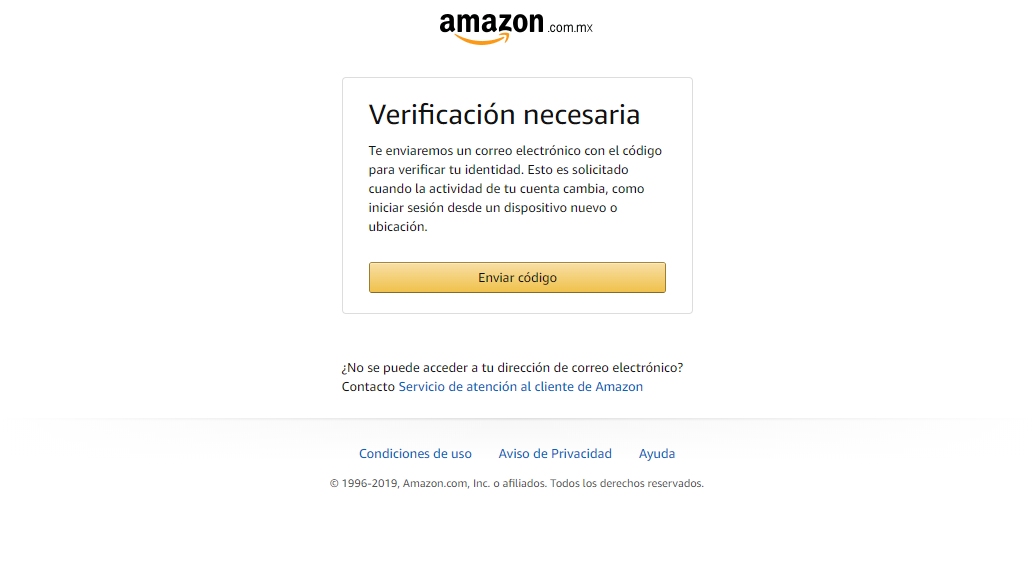 amazon.com.mx
Verificación necesaria
Te enviaremos un correo electrónico con el código
para verificar tu identidad. Esto es solicitado
cuando la actividad de tu cuenta cambia, como
iniciar sesión desde un dispositivo nuevo o
ubicación.
Enviar código
¿No se puede acceder a tu dirección de correo electrónico?
Contacto Servicio de atención al cliente de Amazon
Condiciones de uso Aviso de Privacidad Ayuda
© 1996-2019, Amazon.com, Inc. o afiliados. Todos los derechos reservados.